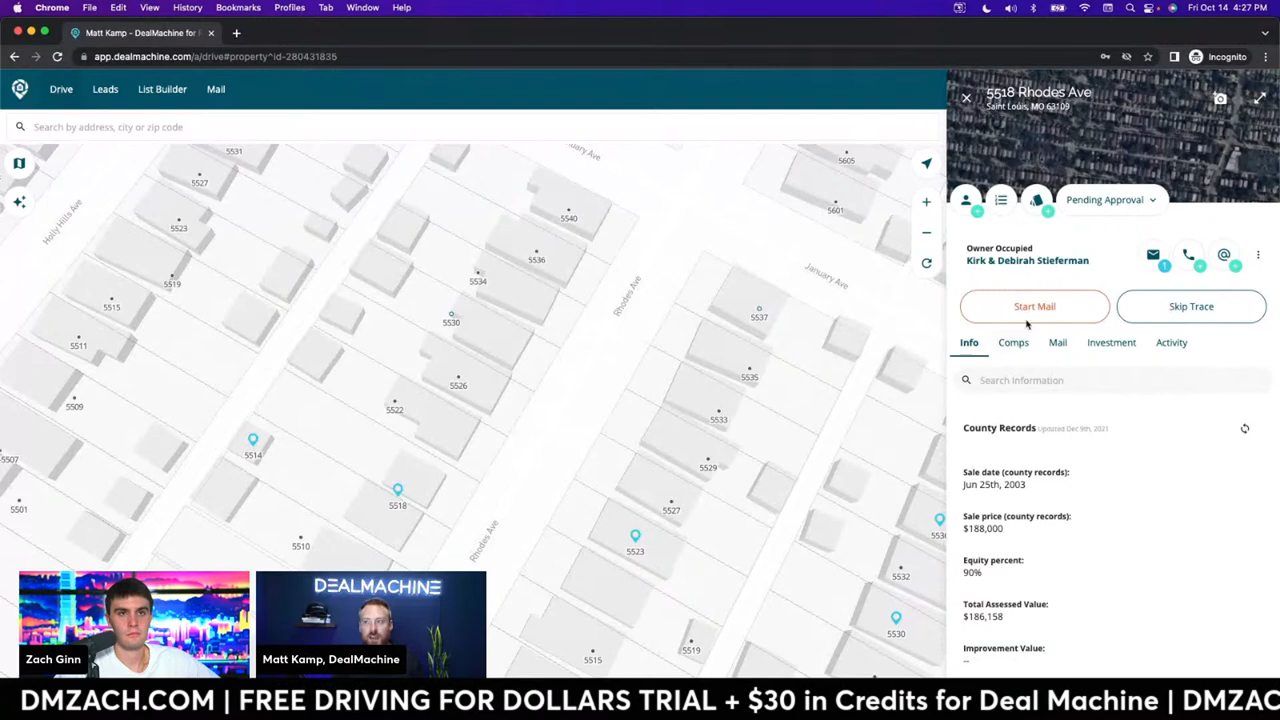 Chrome File Edit View History Bookmarks Profiles Tab Window Help
Fri Oct 14 4:27 PM
Matt Kamp - DealMachine for F
app.dealmachine.com/a/drive#property^id-280431835
Incognito
Drive Leads List Builder Mail
Search by address, city or zip code
5518 Rhodes Ave
Saint Louis, MO 63109
Pending Approval
Owner Occupied
Kirk & Debirah Stieferman
1
Start Mail
Skip Trace
Info Comps Mail Investment Activity
Search Information
County Records Updated Dec 9th, 2021
Sale date (county records):
Jun 25th, 2003
Sale price (county records):
$188,000
Equity percent:
90%
Total Assessed Value:
$186,158
Improvement Value:
--
Holly Hills Ave
January Ave
January Ave
Rhodes Ave
Rhodes Ave
5531
5527
5523
5519
5515
5511
5509
5507
5501
5540
5536
5534
5530
5526
5522
5518
5514
5510
5605
5601
5537
5535
5533
5529
5527
5523
5519
5515
5532
5530
DEALMACHINE
Zach Ginn
Matt Kamp, DealMachine
DMZACH.COM | FREE DRIVING FOR DOLLARS TRIAL + $30 in Credits for Deal Machine | DMZAC